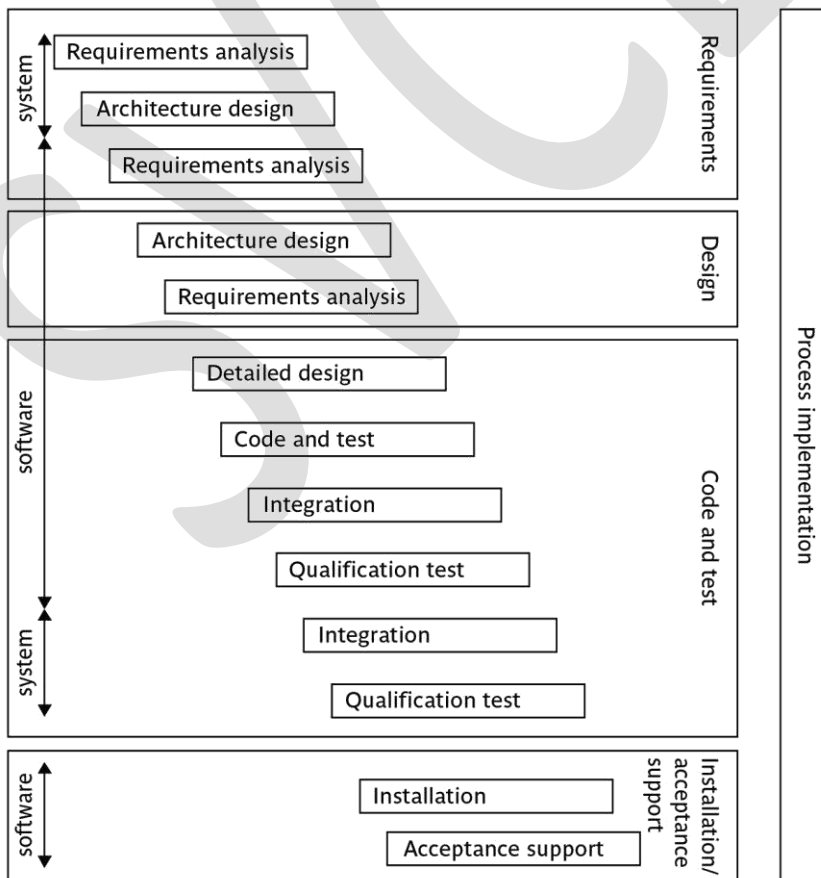 system
Requirements analysis
Architecture design
Requirements analysis
Requirements
Architecture design
Requirements analysis
Design
software
Detailed design
Code and test
Integration
Qualification test
Code and test
system
Integration
Qualification test
software
Installation
Acceptance support
Installation/
acceptance
support
Process implementation